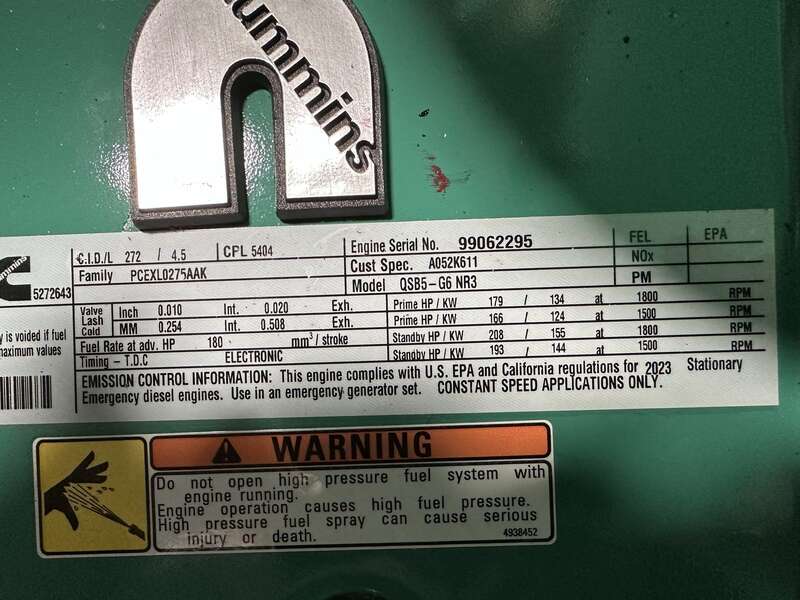 Cummins
C.I.D./L 272 / 4.5 CPL 5404 Engine Serial No. 99062295 FEL EPA
Family PCEXL0275AAK Cust Spec. A052K611 NOx
5272643 Model QSB5-G6 NR3 PM
Valve Lash Cold Inch 0.010 Int. 0.020 Exh. Prime HP / KW 179 / 134 at 1800 RPM
MM 0.254 Int. 0.508 Exh. Prime HP / KW 166 / 124 at 1500 RPM
Fuel Rate at adv. HP 180 mm³ / stroke Standby HP / KW 208 / 155 at 1800 RPM
Timing - T.D.C ELECTRONIC Standby HP / KW 193 / 144 at 1500 RPM
y is voided if fuel
maximum values
EMISSION CONTROL INFORMATION: This engine complies with U.S. EPA and California regulations for 2023 Stationary
Emergency diesel engines. Use in an emergency generator set. CONSTANT SPEED APPLICATIONS ONLY.
WARNING
Do not open high pressure fuel system with
engine running.
Engine operation causes high fuel pressure.
High pressure fuel spray can cause serious
injury or death. 4938452